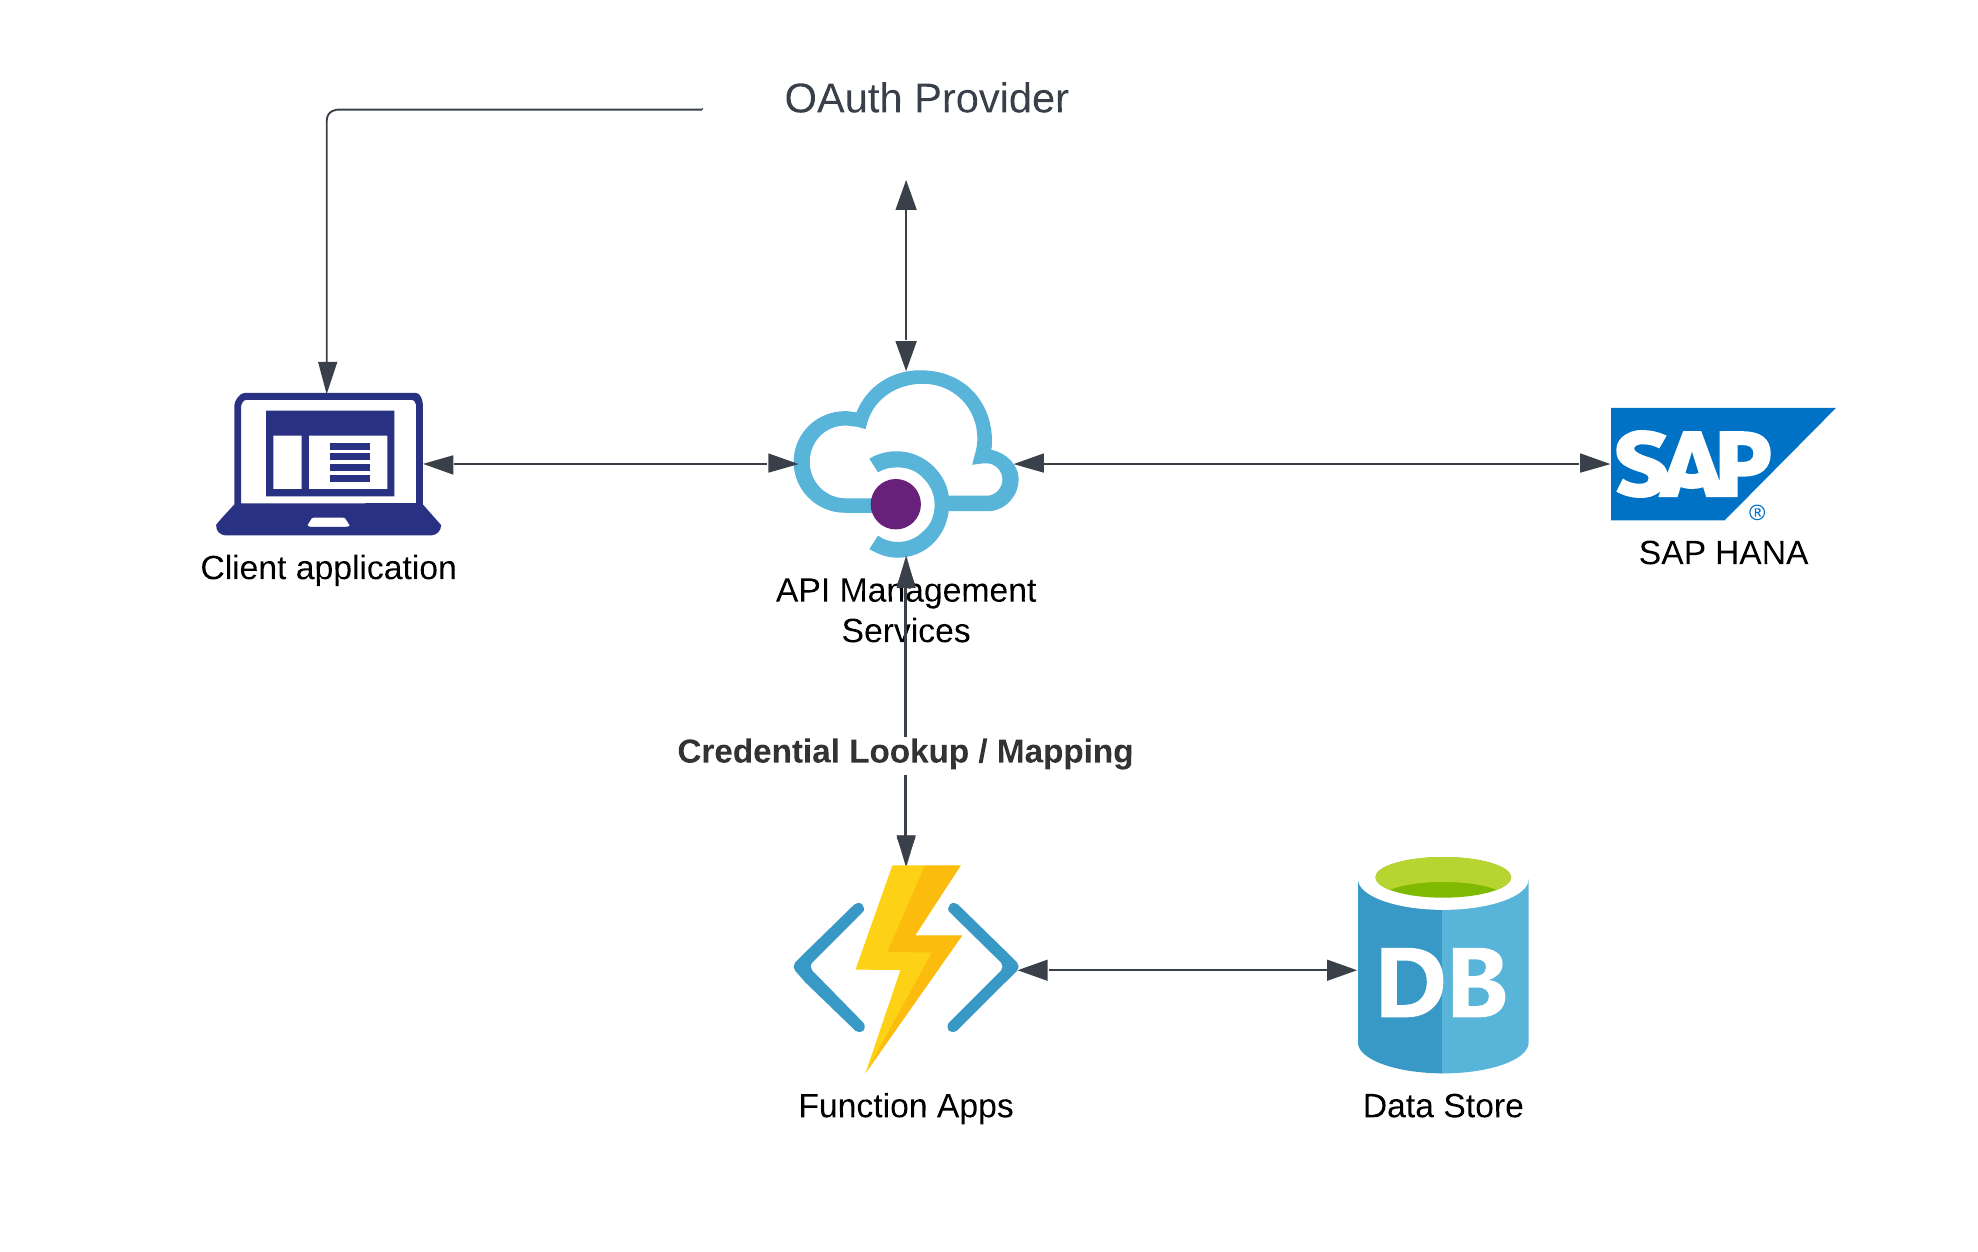 OAuth Provider
SAP
®
Client application
SAP HANA
API Management
Services
Credential Lookup / Mapping
DB
Function Apps
Data Store